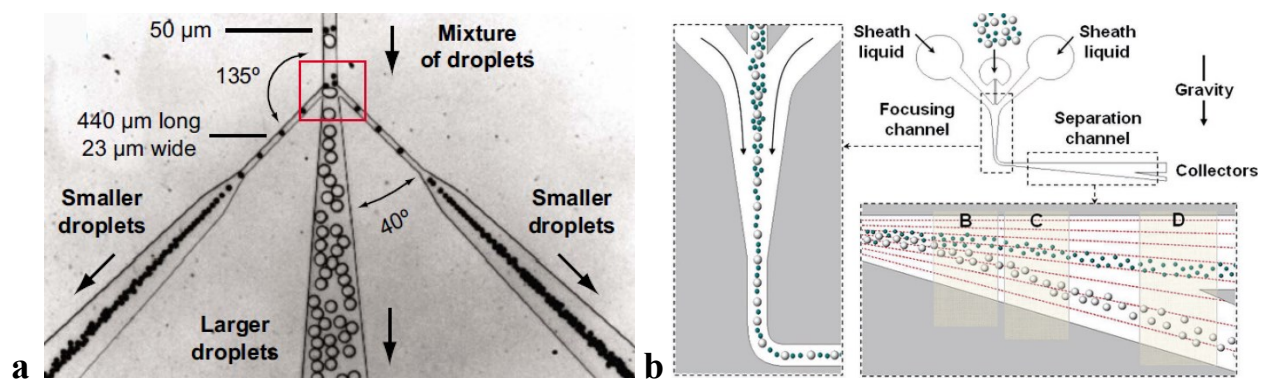 50 µm
Mixture
of droplets
135º
440 µm long
23 µm wide
Smaller
droplets
40º
Smaller
droplets
Larger
droplets
a
Sheath
liquid
Sheath
liquid
Gravity
Focusing
channel
Separation
channel
Collectors
B C D
b